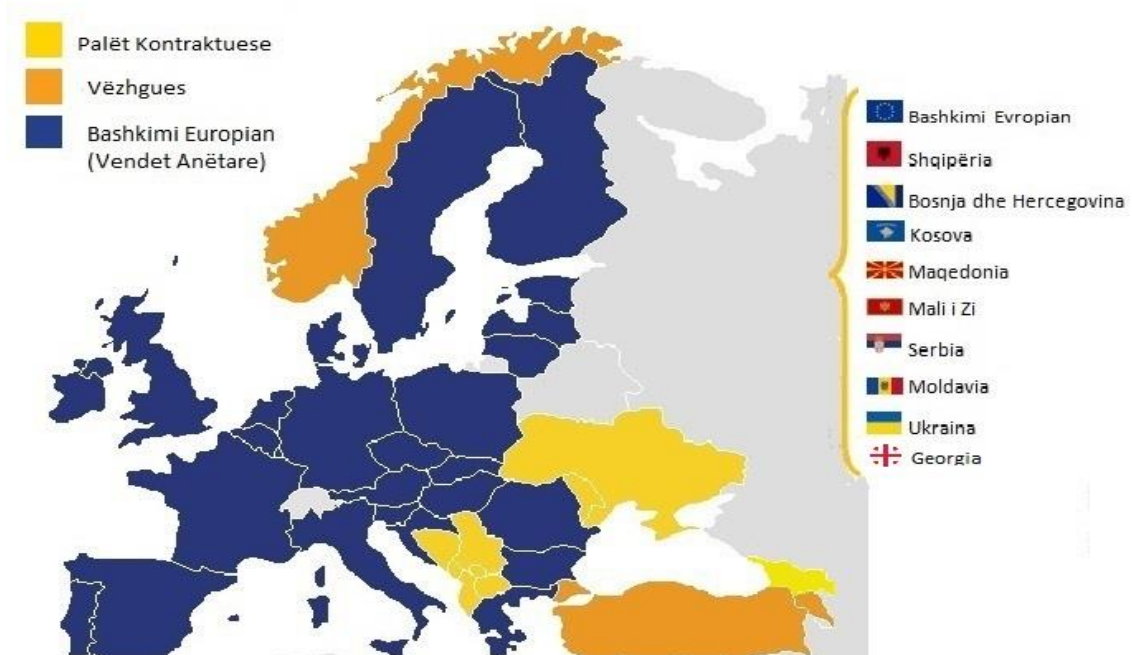 Palët Kontraktuese
Vëzhgues
Bashkimi Europian
(Vendet Anëtare)
Bashkimi Evropian
Shqipëria
Bosnja dhe Hercegovina
Kosova
Maqedonia
Mali i Zi
Serbia
Moldavia
Ukraina
Georgia